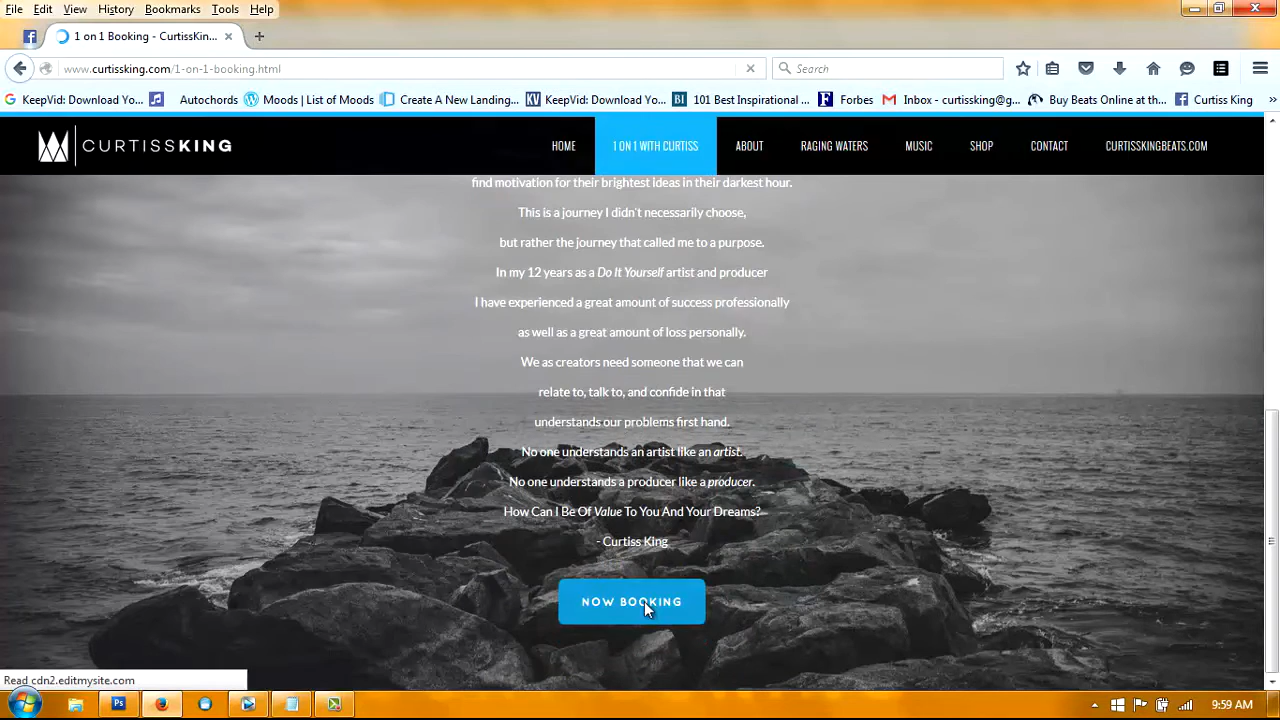 File Edit View History Bookmarks Tools Help
1 on 1 Booking - CurtissKin...
www.curtissking.com/1-on-1-booking.html
Search
KeepVid: Download Yo... Autochords Moods | List of Moods Create A New Landing... KeepVid: Download Yo... 101 Best Inspirational ... Forbes Inbox - curtissking@g... Buy Beats Online at th... Curtiss King
CURTISSKING HOME 1 ON 1 WITH CURTISS ABOUT RAGING WATERS MUSIC SHOP CONTACT CURTISSKINGBEATS.COM
find motivation for their brightest ideas in their darkest hour.
This is a journey I didn't necessarily choose,
but rather the journey that called me to a purpose.
In my 12 years as a Do It Yourself artist and producer
I have experienced a great amount of success professionally
as well as a great amount of loss personally.
We as creators need someone that we can
relate to, talk to, and confide in that
understands our problems first hand.
No one understands an artist like an artist.
No one understands a producer like a producer.
How Can I Be Of Value To You And Your Dreams?
- Curtiss King
NOW BOOKING
Read cdn2.editmysite.com
9:59 AM